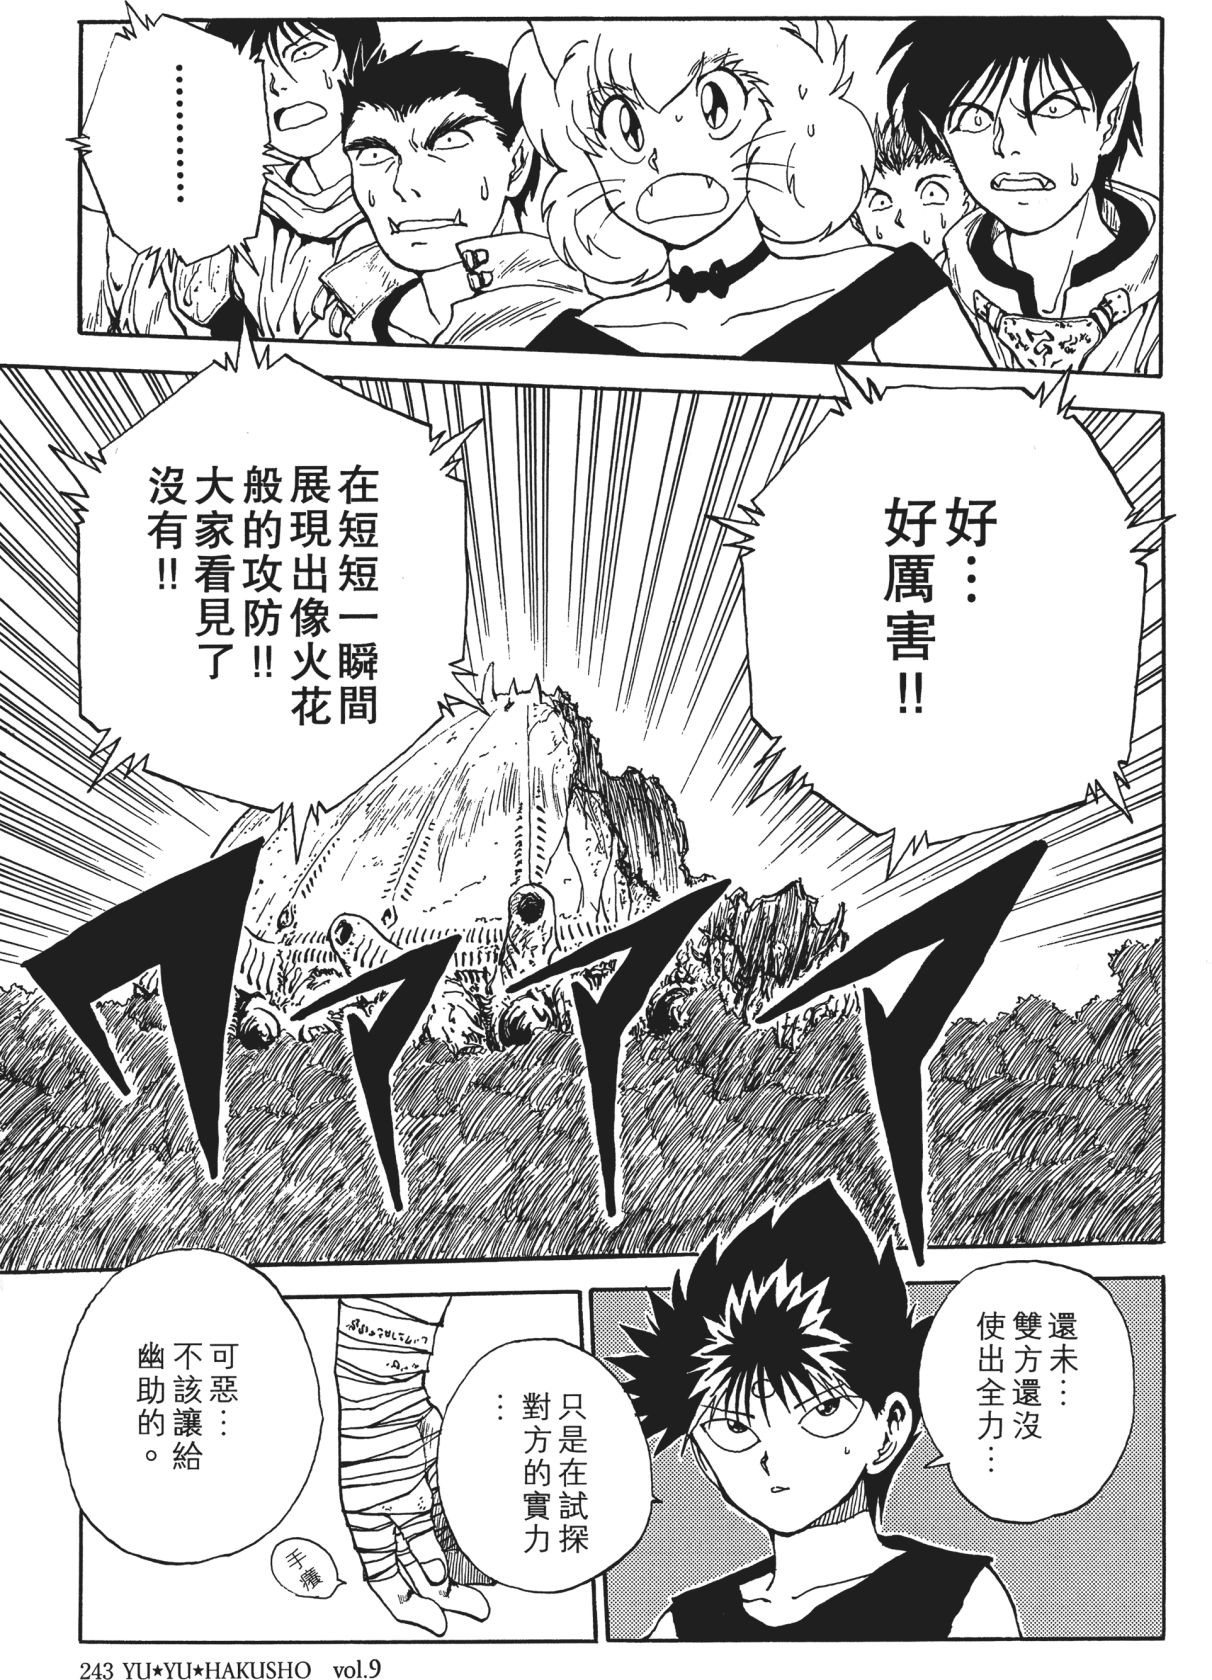 ………
好…
好厲害!!
在短短一瞬間
展現出像火花
般的攻防!!
大家看見了
沒有!!
ワアアア
還未…
雙方還沒
使出全力…
只是在試探
對方的實力
…
可惡…
不該讓給
幽助的。
手癢
243 YU★YU★HAKUSHO vol.9